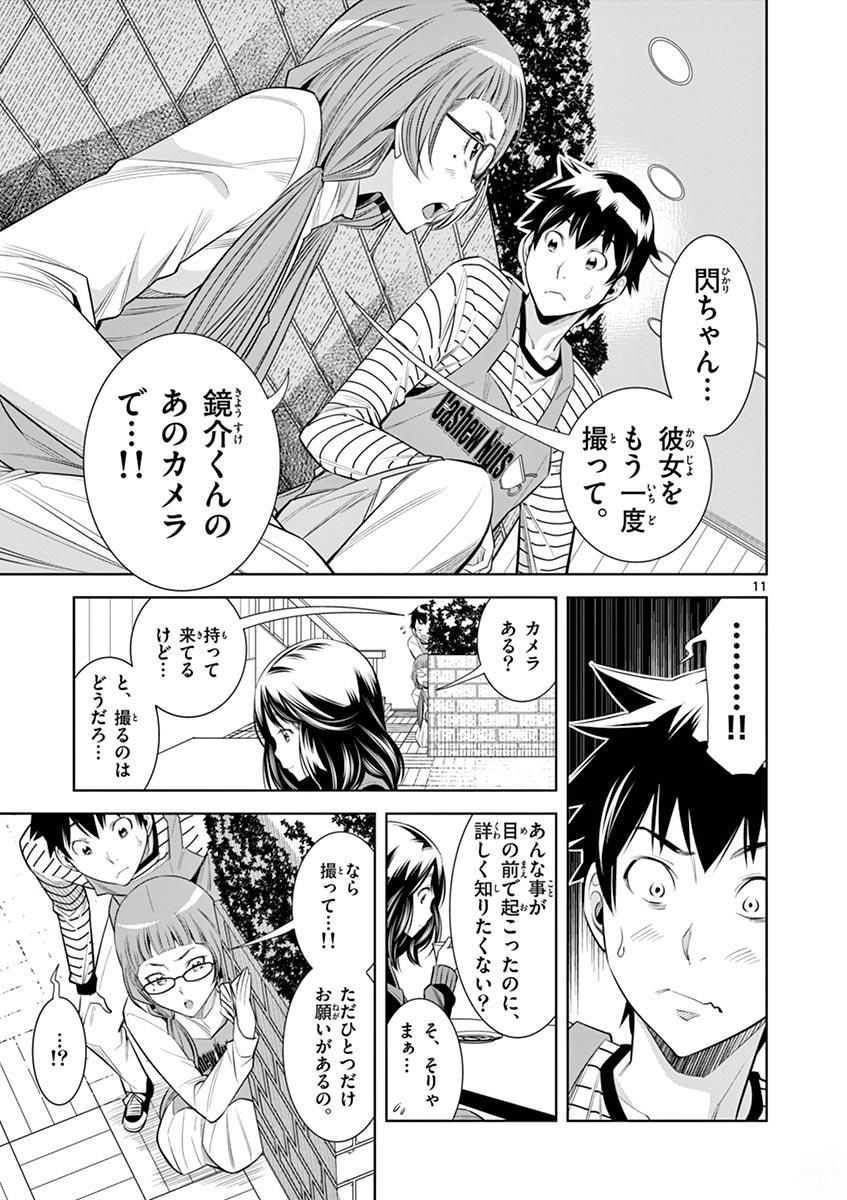 閃ちゃん…
彼女を
もう一度
撮って。
鏡介くんの
あのカメラ
で…!!
cashew nuts
11
………!!
カメラ
ある?
持って
来てる
けど…
と、撮るのは
どうだろ…
あんな事が
目の前で起こったのに、
詳しく知りたくない?
そ、そりゃ
まぁ…
なら
撮って…!!
ただひとつだけ
お願いがあるの。
…!?